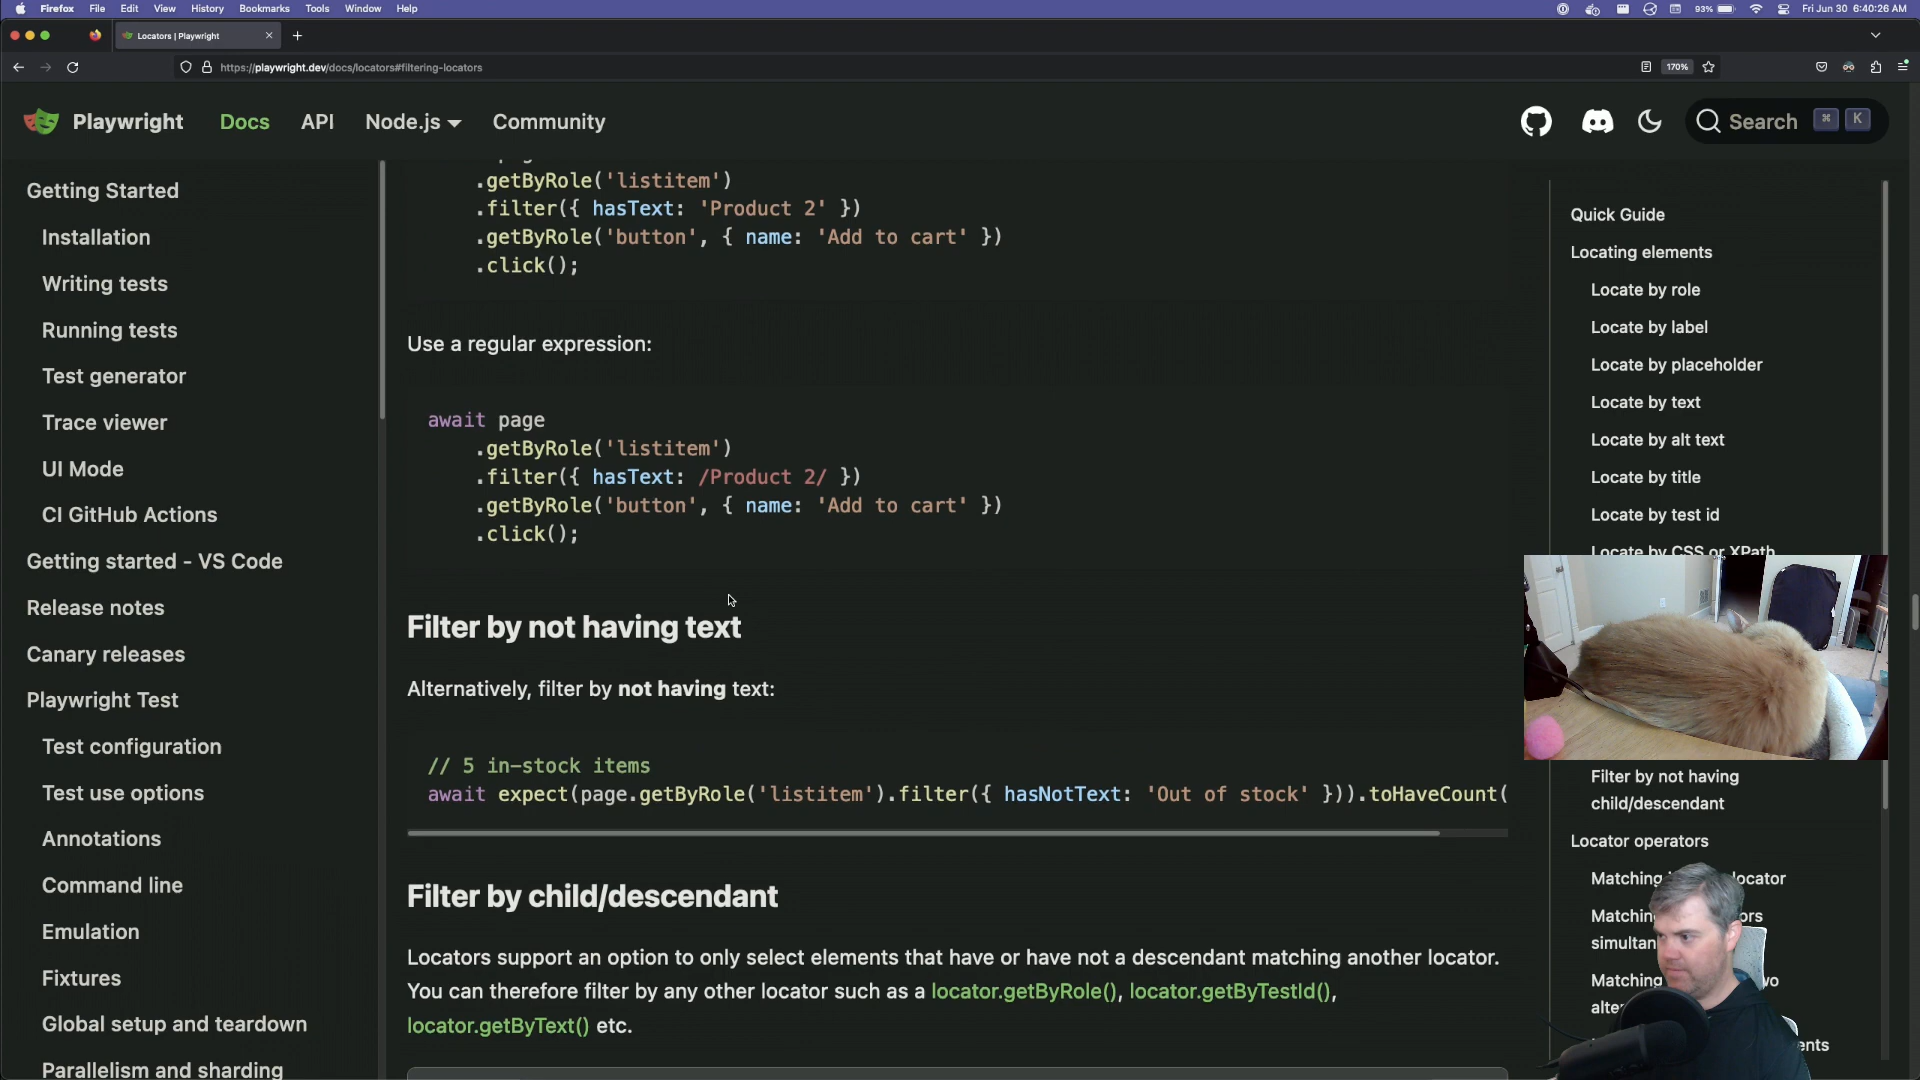 Firefox File Edit View History Bookmarks Tools Window Help
93% Fri Jun 30 6:40:26 AM
Locators | Playwright
https://playwright.dev/docs/locators#filtering-locators
170%
Playwright Docs API Node.js Community
Search ⌘ K
Getting Started
Installation
Writing tests
Running tests
Test generator
Trace viewer
UI Mode
CI GitHub Actions
Getting started - VS Code
Release notes
Canary releases
Playwright Test
Test configuration
Test use options
Annotations
Command line
Emulation
Fixtures
Global setup and teardown
Parallelism and sharding
.getByRole('listitem')
.filter({ hasText: 'Product 2' })
.getByRole('button', { name: 'Add to cart' })
.click();
Use a regular expression:
await page
.getByRole('listitem')
.filter({ hasText: /Product 2/ })
.getByRole('button', { name: 'Add to cart' })
.click();
Filter by not having text
Alternatively, filter by not having text:
// 5 in-stock items
await expect(page.getByRole('listitem').filter({ hasNotText: 'Out of stock' })).toHaveCount(
Filter by child/descendant
Locators support an option to only select elements that have or have not a descendant matching another locator.
You can therefore filter by any other locator such as a locator.getByRole(), locator.getByTestId(),
locator.getByText() etc.
Quick Guide
Locating elements
Locate by role
Locate by label
Locate by placeholder
Locate by text
Locate by alt text
Locate by title
Locate by test id
Locate by CSS or XPath
Filter by not having
child/descendant
Locator operators
Matching locator
Matching
Matching